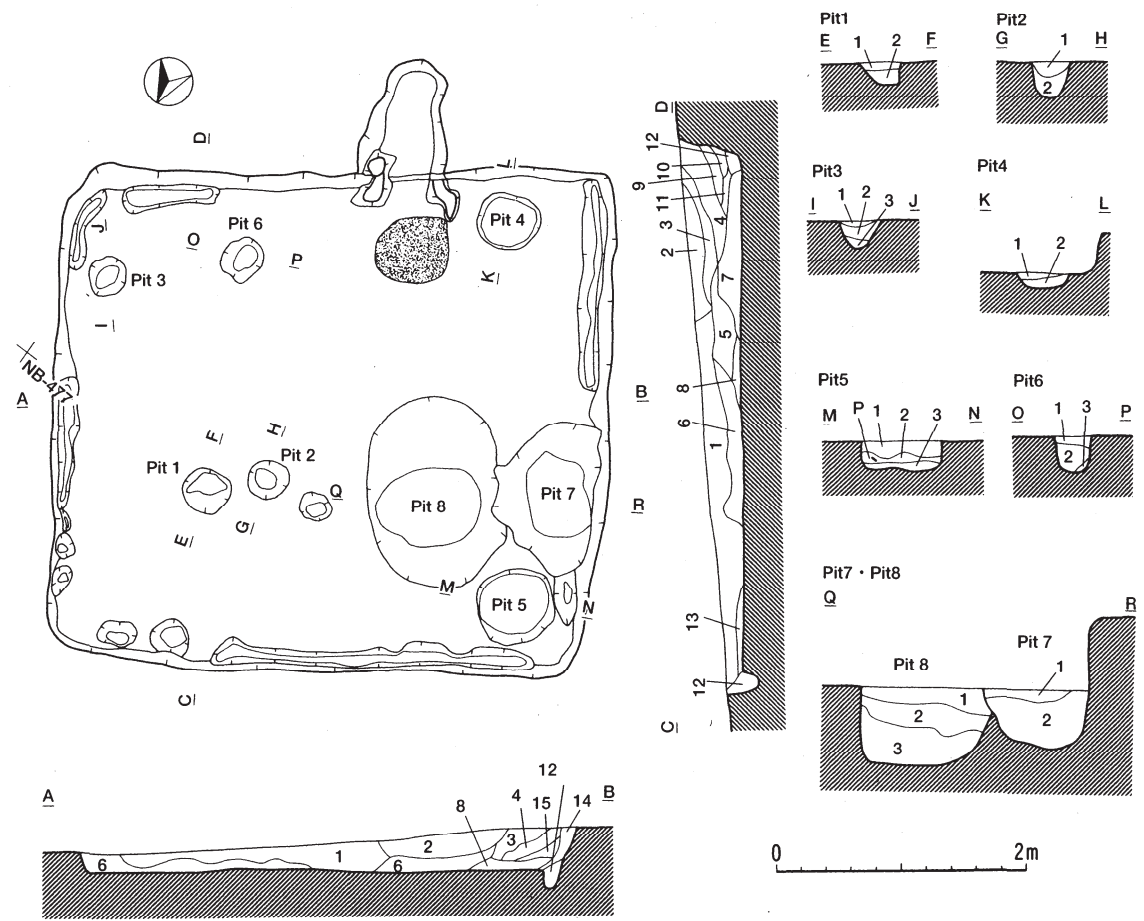 D
L
J
O
Pit 6
P
Pit 4
Pit 3
K
I
NB-477
A
B
F
H
Pit 1
Pit 2
Q
Pit 8
Pit 7
R
E
G
M
Pit 5
N
C
D
12
10
9
11
3
4
2
7
5
8
6
1
13
12
C
Pit1
E 1 2 F
Pit2
G 1 H
2
Pit3
I 1 2 3 J
Pit4
K L
1 2
Pit5
M P 1 2 3 N
Pit6
O 1 3 P
2
Pit7・Pit8
Q R
Pit 8 Pit 7
1 1
2 2
3
A B
12
8 4 15 14
6 1 2 3
6
0 2m